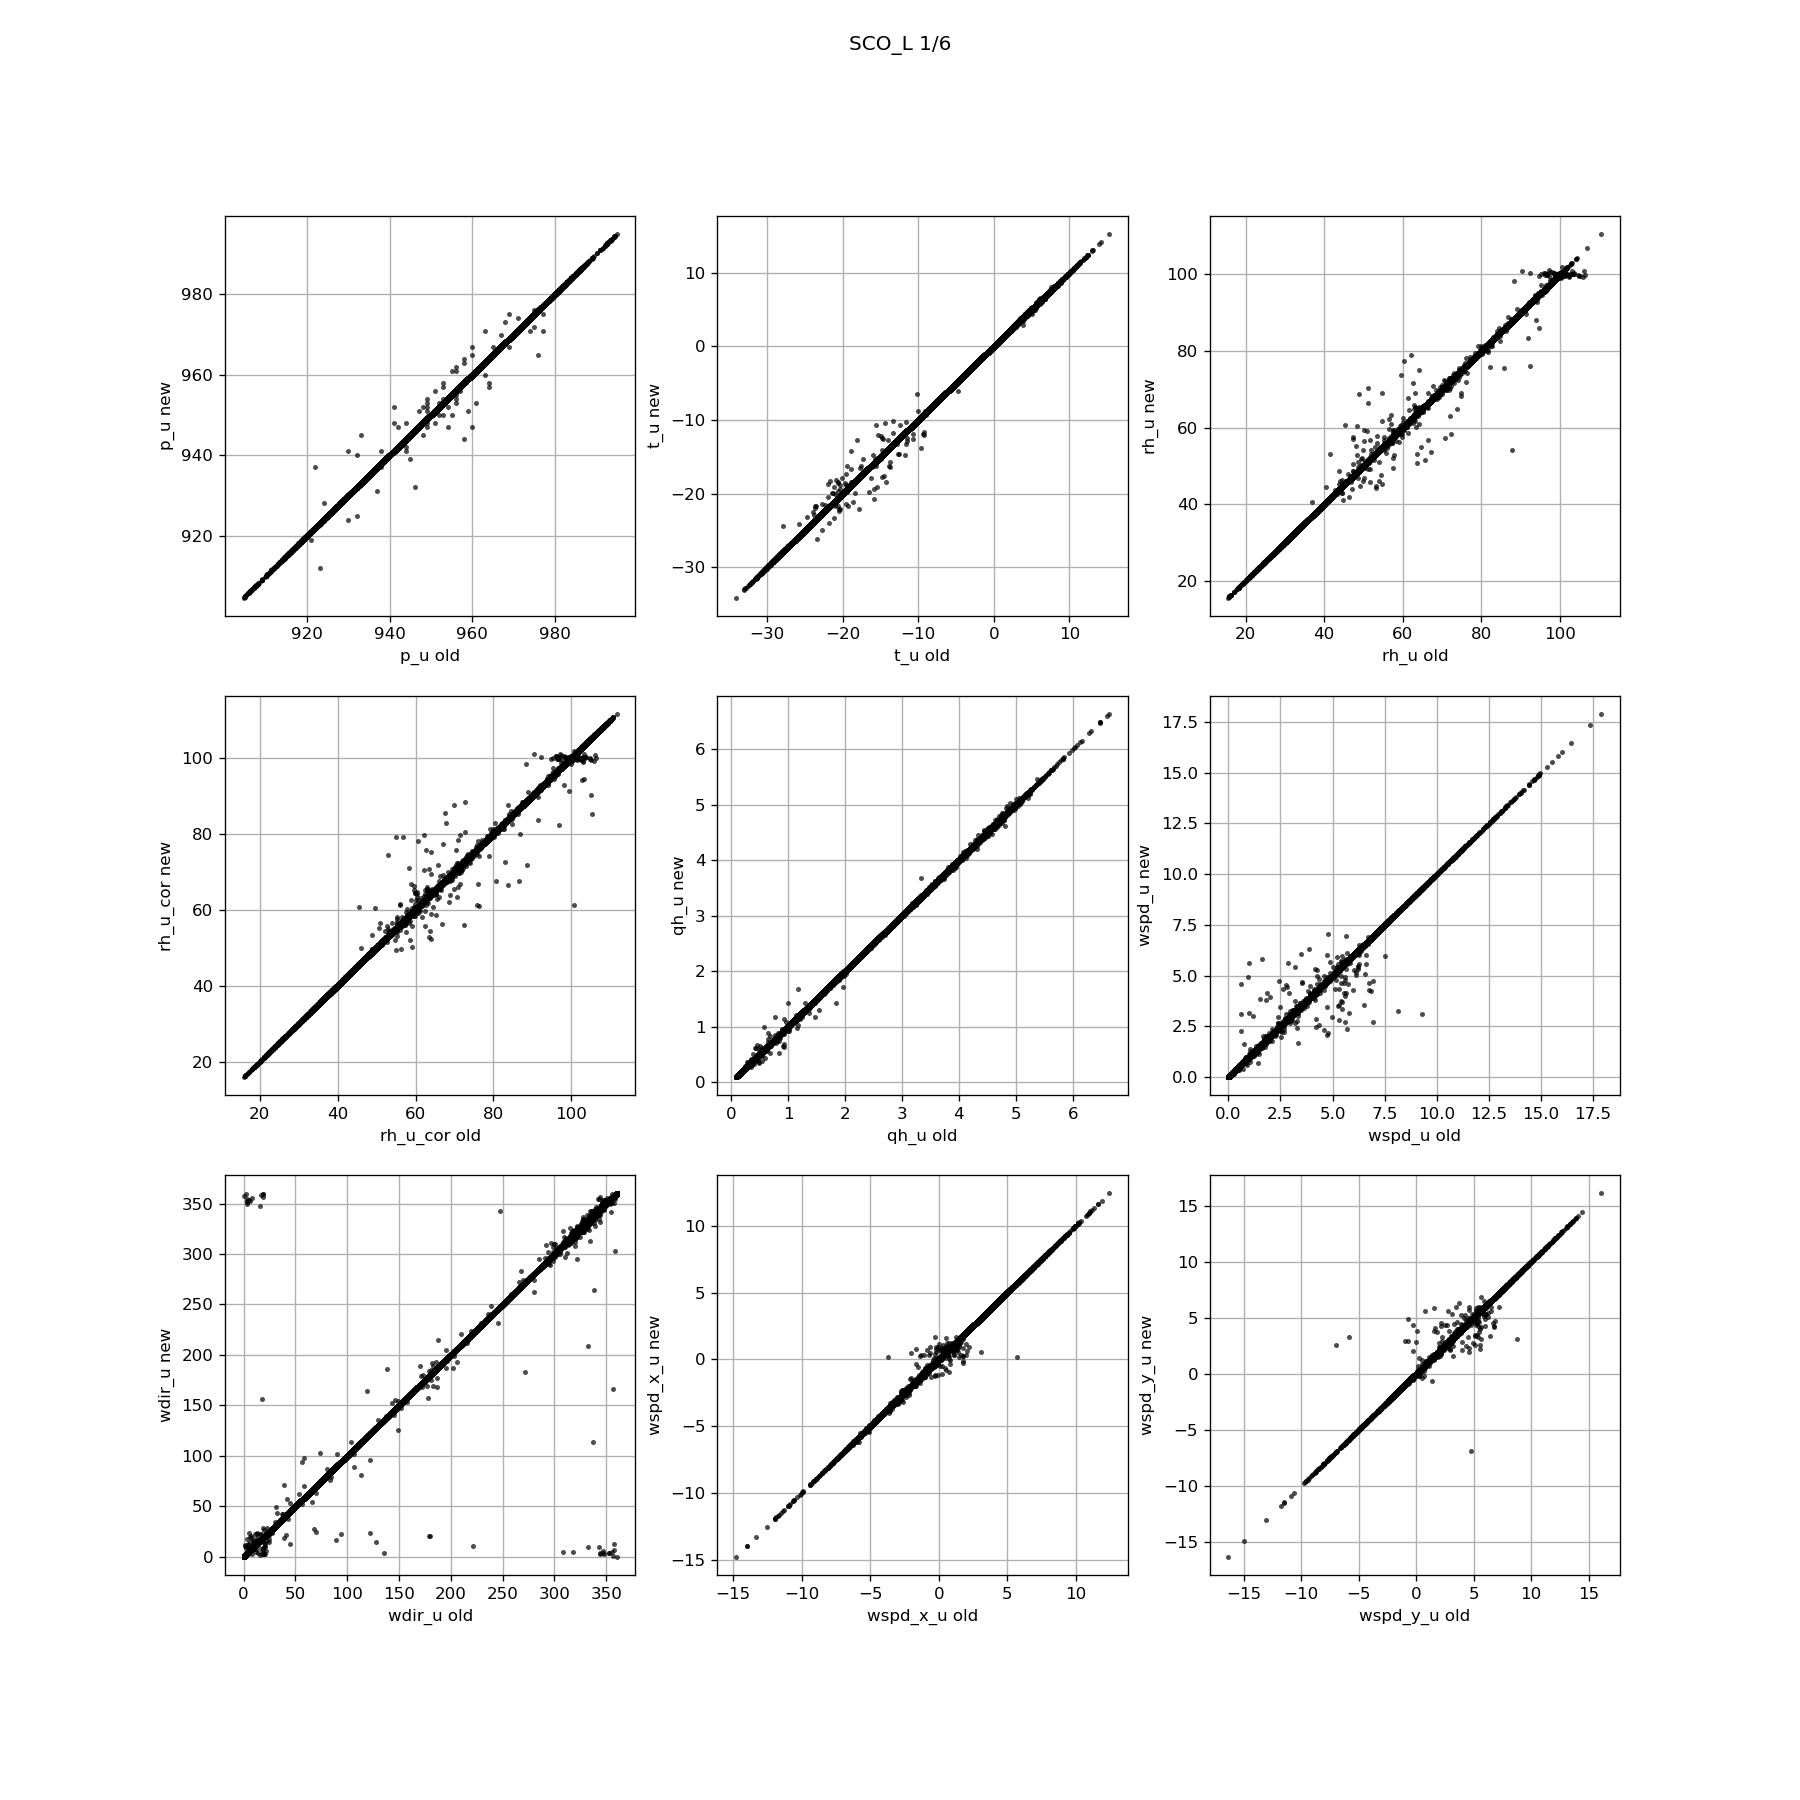 SCO_L 1/6
p_u new
980
960
940
920
920 940 960 980
p_u old
t_u new
10
0
−10
−20
−30
−30 −20 −10 0 10
t_u old
rh_u new
100
80
60
40
20
20 40 60 80 100
rh_u old
rh_u_cor new
100
80
60
40
20
20 40 60 80 100
rh_u_cor old
qh_u new
6
5
4
3
2
1
0
0 1 2 3 4 5 6
qh_u old
wspd_u new
17.5
15.0
12.5
10.0
7.5
5.0
2.5
0.0
0.0 2.5 5.0 7.5 10.0 12.5 15.0 17.5
wspd_u old
wdir_u new
350
300
250
200
150
100
50
0
0 50 100 150 200 250 300 350
wdir_u old
wspd_x_u new
10
5
0
−5
−10
−15
−15 −10 −5 0 5 10
wspd_x_u old
wspd_y_u new
15
10
5
0
−5
−10
−15
−15 −10 −5 0 5 10 15
wspd_y_u old